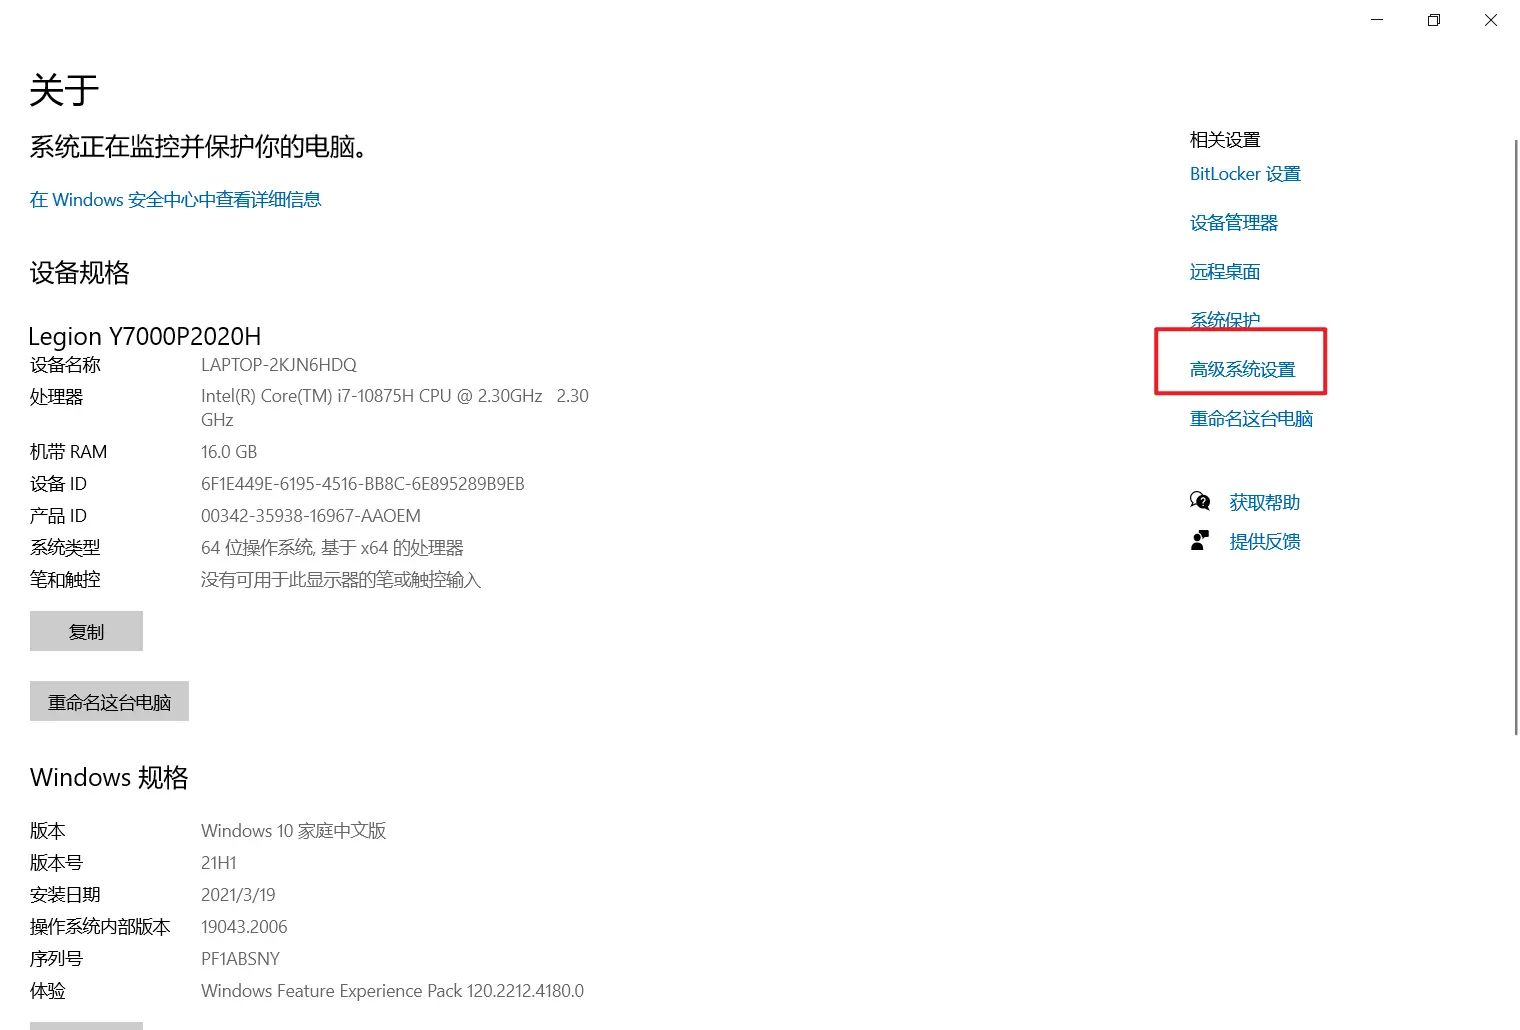 关于
系统正在监控并保护你的电脑。
在 Windows 安全中心中查看详细信息
设备规格
Legion Y7000P2020H
设备名称 LAPTOP-2KJN6HDQ
处理器 Intel(R) Core(TM) i7-10875H CPU @ 2.30GHz 2.30
GHz
机带 RAM 16.0 GB
设备 ID 6F1E449E-6195-4516-BB8C-6E895289B9EB
产品 ID 00342-35938-16967-AAOEM
系统类型 64 位操作系统, 基于 x64 的处理器
笔和触控 没有可用于此显示器的笔或触控输入
复制
重命名这台电脑
Windows 规格
版本 Windows 10 家庭中文版
版本号 21H1
安装日期 2021/3/19
操作系统内部版本 19043.2006
序列号 PF1ABSNY
体验 Windows Feature Experience Pack 120.2212.4180.0
相关设置
BitLocker 设置
设备管理器
远程桌面
系统保护
高级系统设置
重命名这台电脑
获取帮助
提供反馈